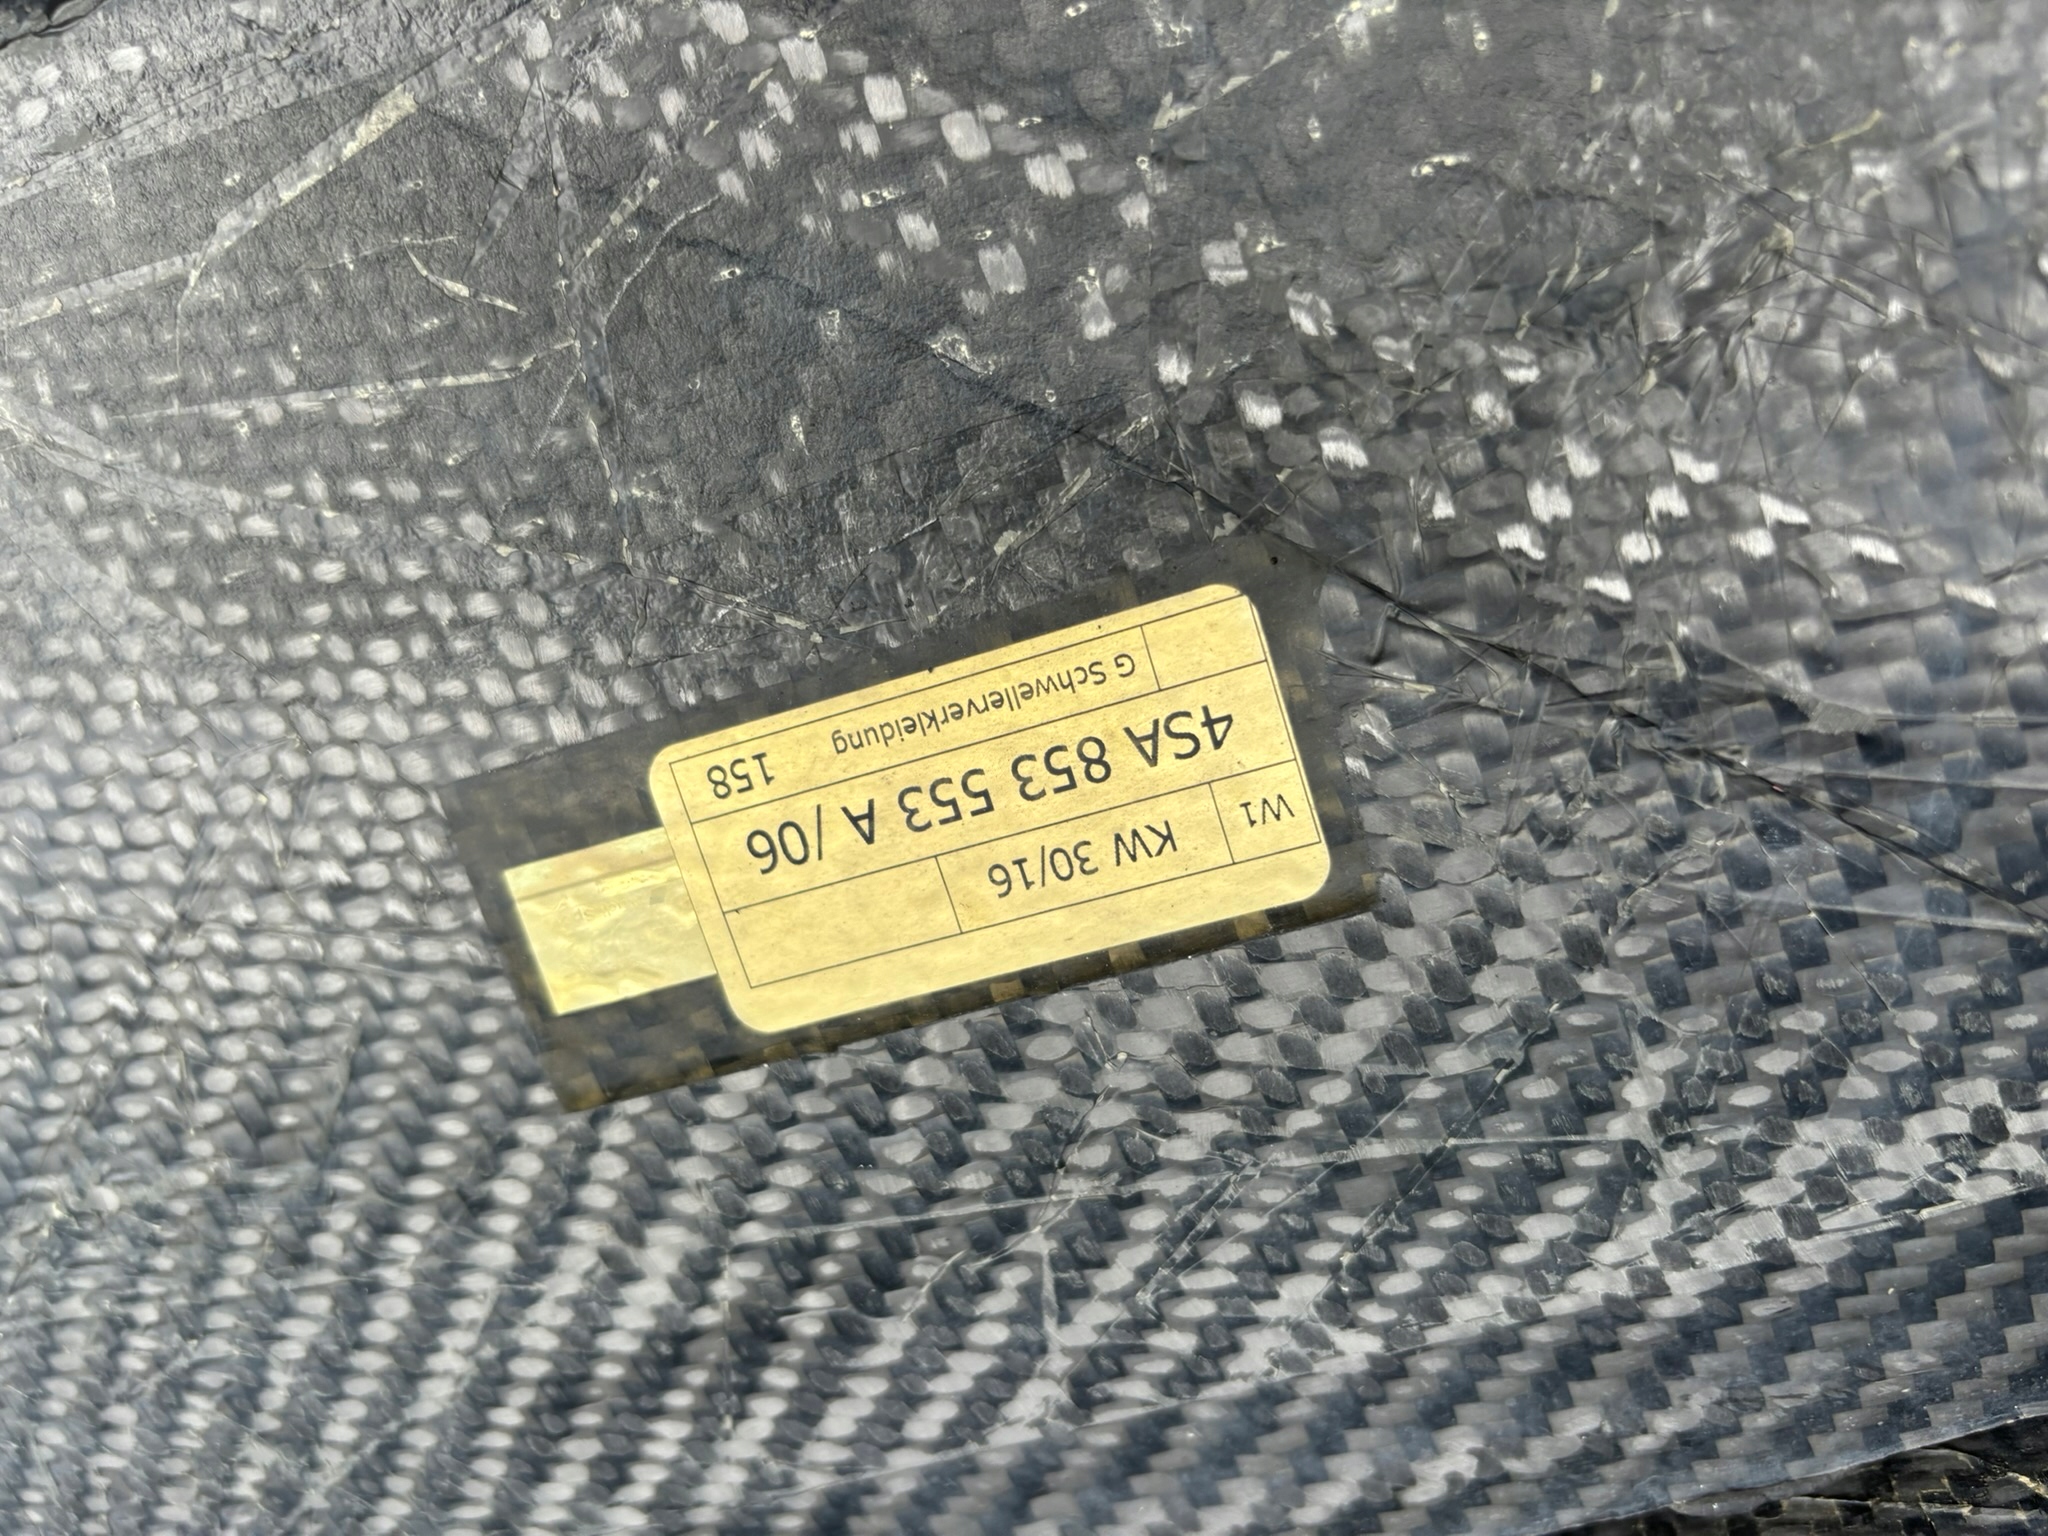 W1 KW 30/16
4SA 853 553 A /06
G Schwellerverkleidung 158